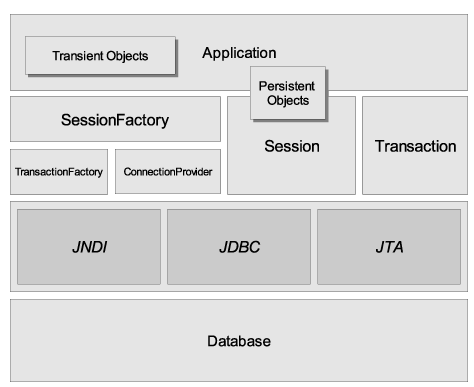 Transient Objects
Application
Persistent
Objects
SessionFactory
Session
Transaction
TransactionFactory
ConnectionProvider
JNDI
JDBC
JTA
Database